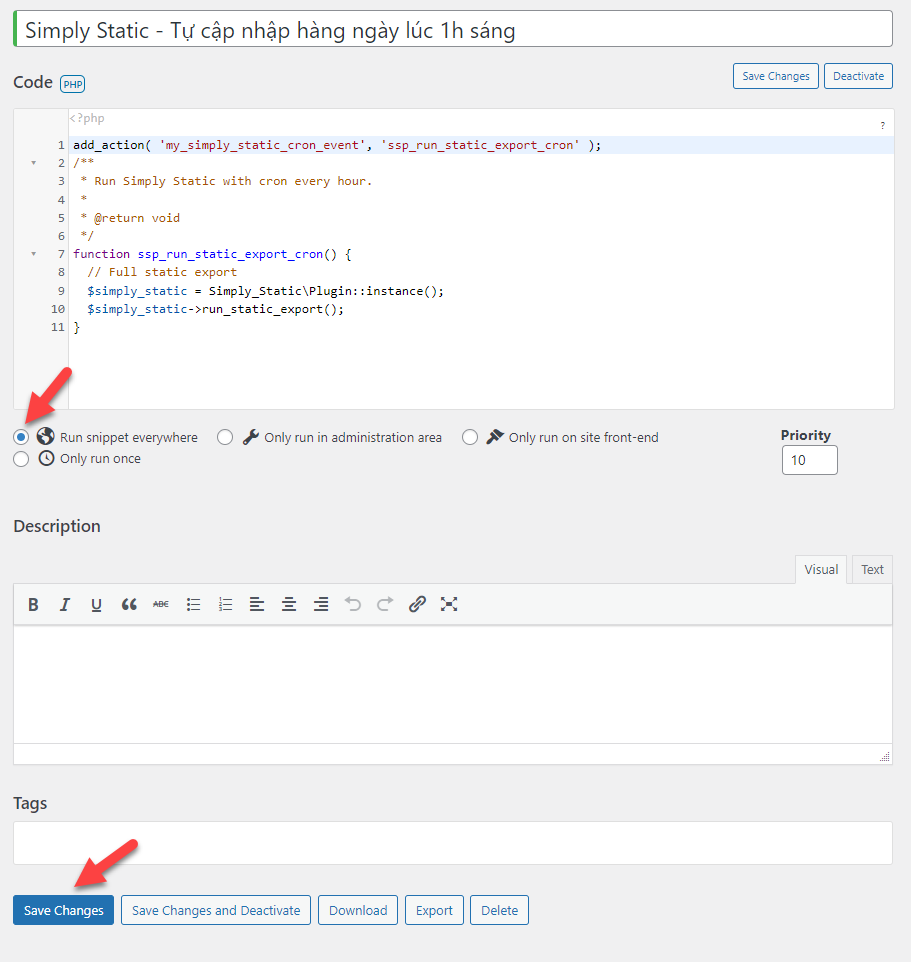 Simply Static - Tự cập nhập hàng ngày lúc 1h sáng
Code PHP
Save Changes Deactivate
<?php
?
1 add_action( 'my_simply_static_cron_event', 'ssp_run_static_export_cron' );
2 /**
3  * Run Simply Static with cron every hour.
4  *
5  * @return void
6  */
7 function ssp_run_static_export_cron() {
8   // Full static export
9   $simply_static = Simply_Static\Plugin::instance();
10   $simply_static->run_static_export();
11 }
Run snippet everywhere Only run in administration area Only run on site front-end
Only run once
Priority
10
Description
Visual Text
B I U ABC
Tags
Save Changes Save Changes and Deactivate Download Export Delete